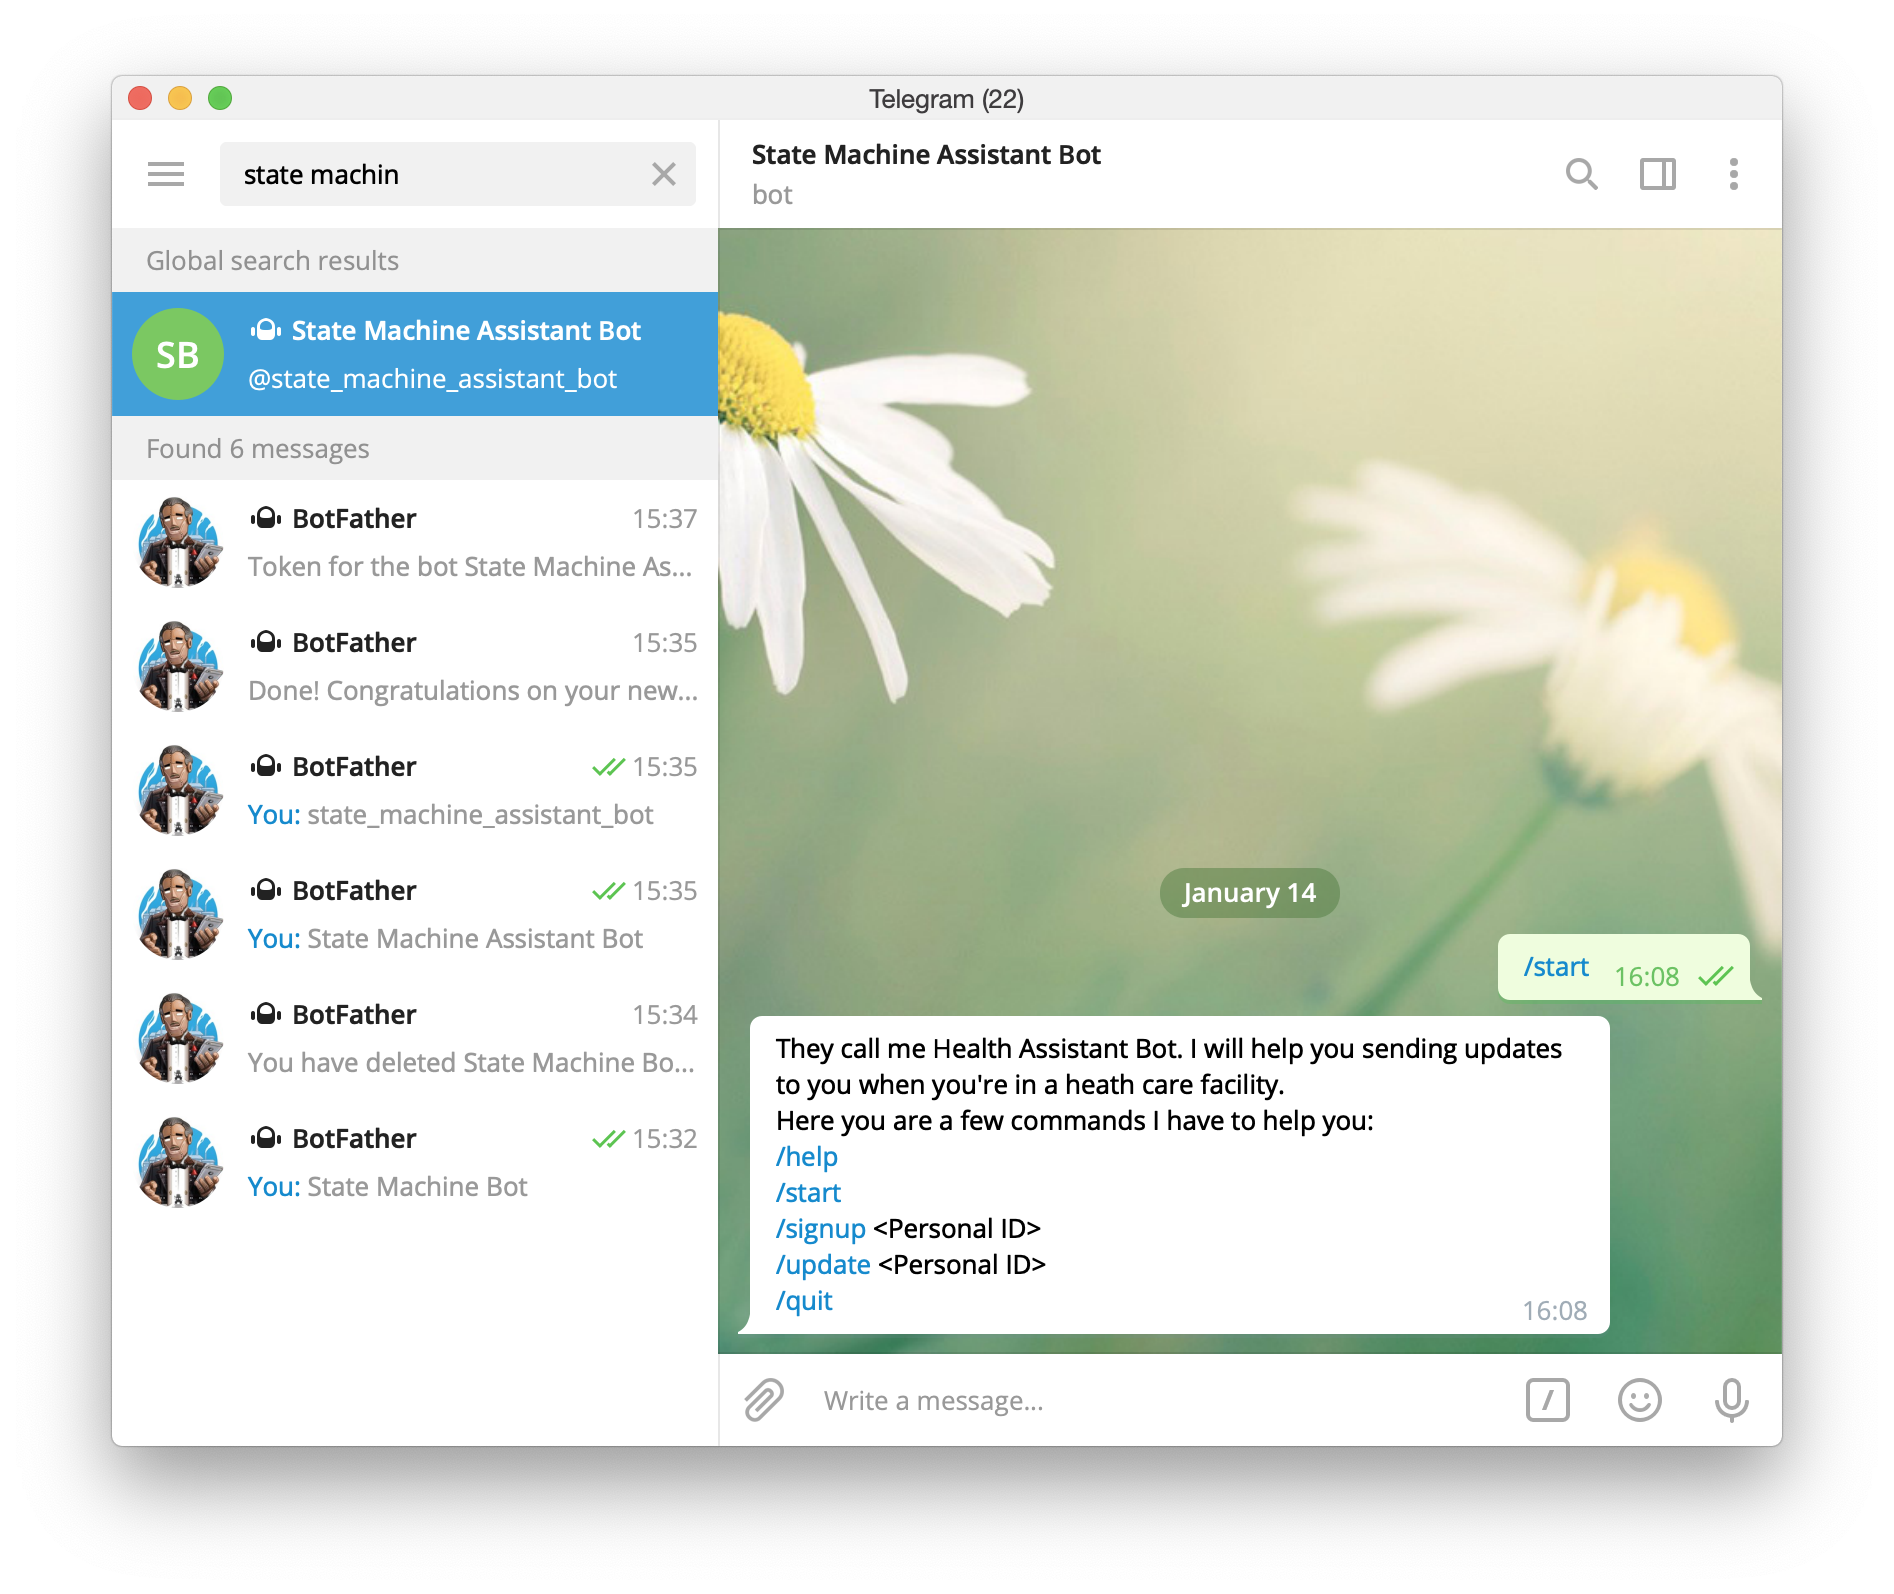 Telegram (22)
state machin
Global search results
SB
State Machine Assistant Bot
@state_machine_assistant_bot
Found 6 messages
BotFather 15:37
Token for the bot State Machine As...
BotFather 15:35
Done! Congratulations on your new...
BotFather 15:35
You: state_machine_assistant_bot
BotFather 15:35
You: State Machine Assistant Bot
BotFather 15:34
You have deleted State Machine Bo...
BotFather 15:32
You: State Machine Bot
State Machine Assistant Bot
bot
January 14
/start 16:08
They call me Health Assistant Bot. I will help you sending updates
to you when you're in a heath care facility.
Here you are a few commands I have to help you:
/help
/start
/signup <Personal ID>
/update <Personal ID>
/quit
16:08
Write a message...
/